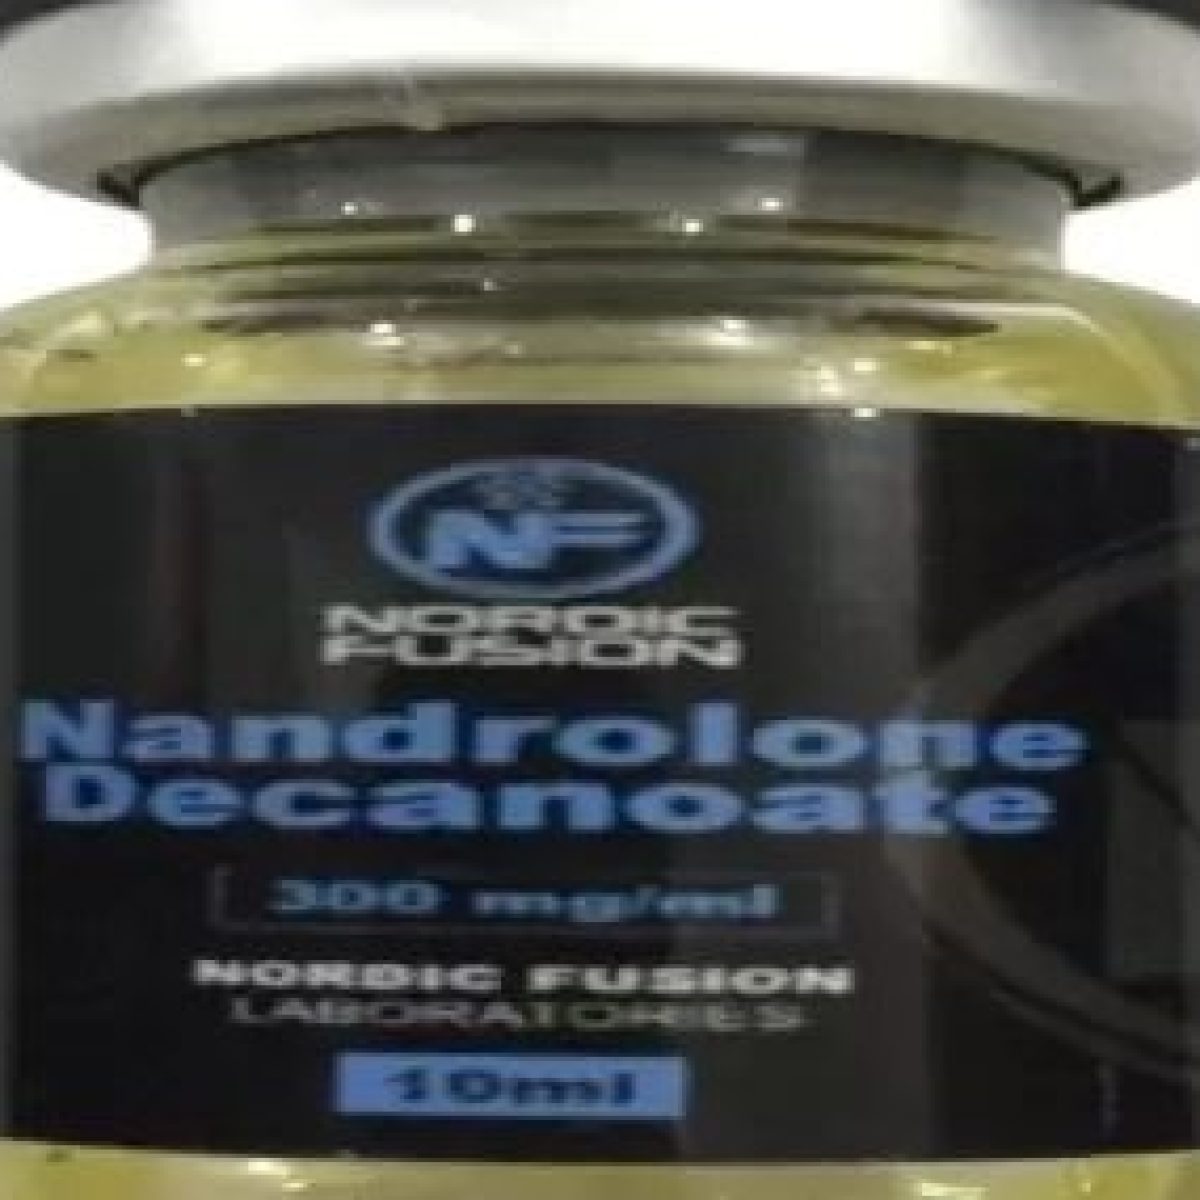 NF
NORDIC
FUSION
Nandrolone
Decanoate
300 mg/ml
NORDIC FUSION
LABORATORIES
10ml